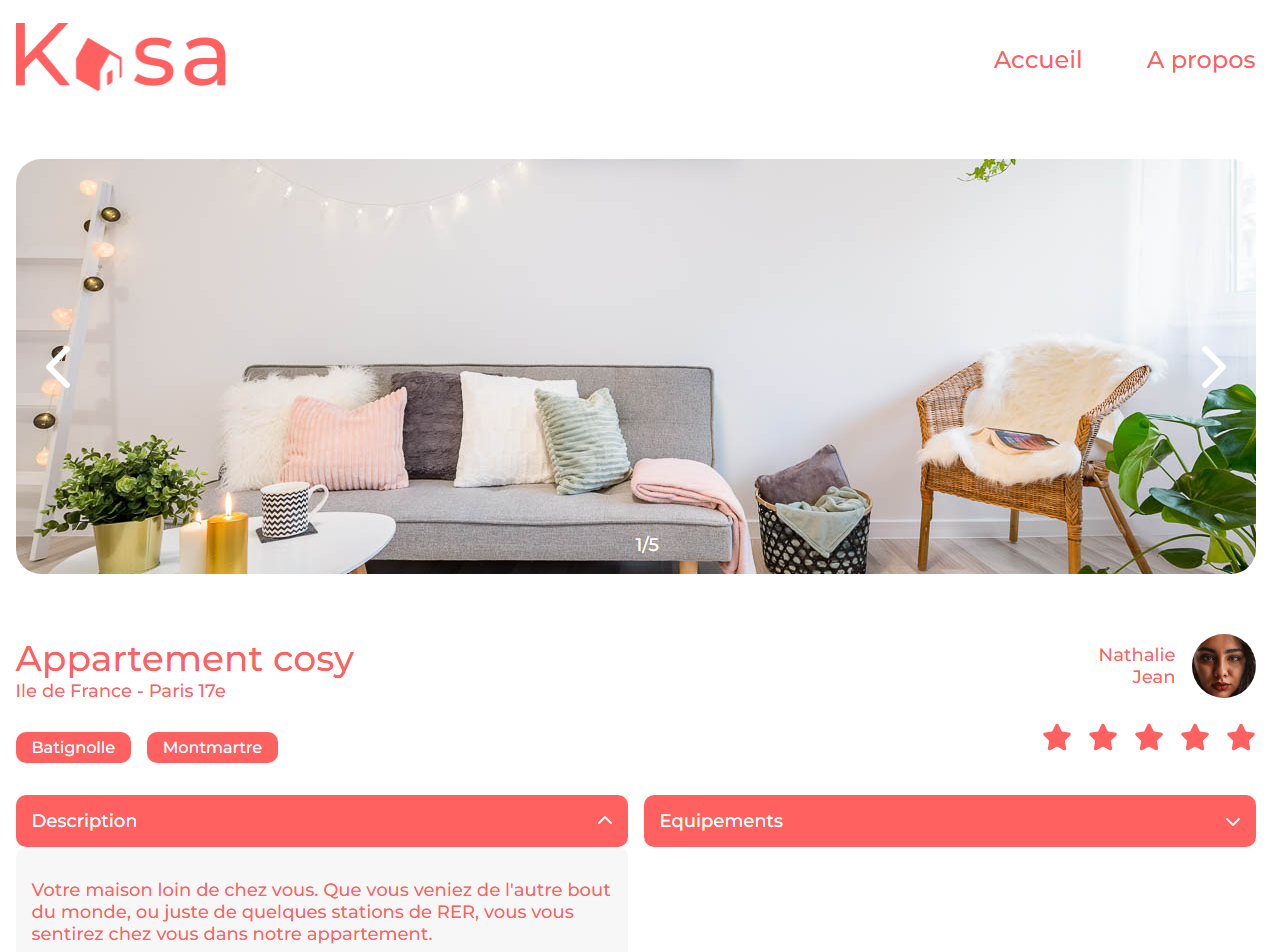 Kasa
Accueil
A propos
1/5
Appartement cosy
Ile de France - Paris 17e
Nathalie
Jean
Batignolle
Montmartre
Description
Equipements
Votre maison loin de chez vous. Que vous veniez de l'autre bout
du monde, ou juste de quelques stations de RER, vous vous
sentirez chez vous dans notre appartement.